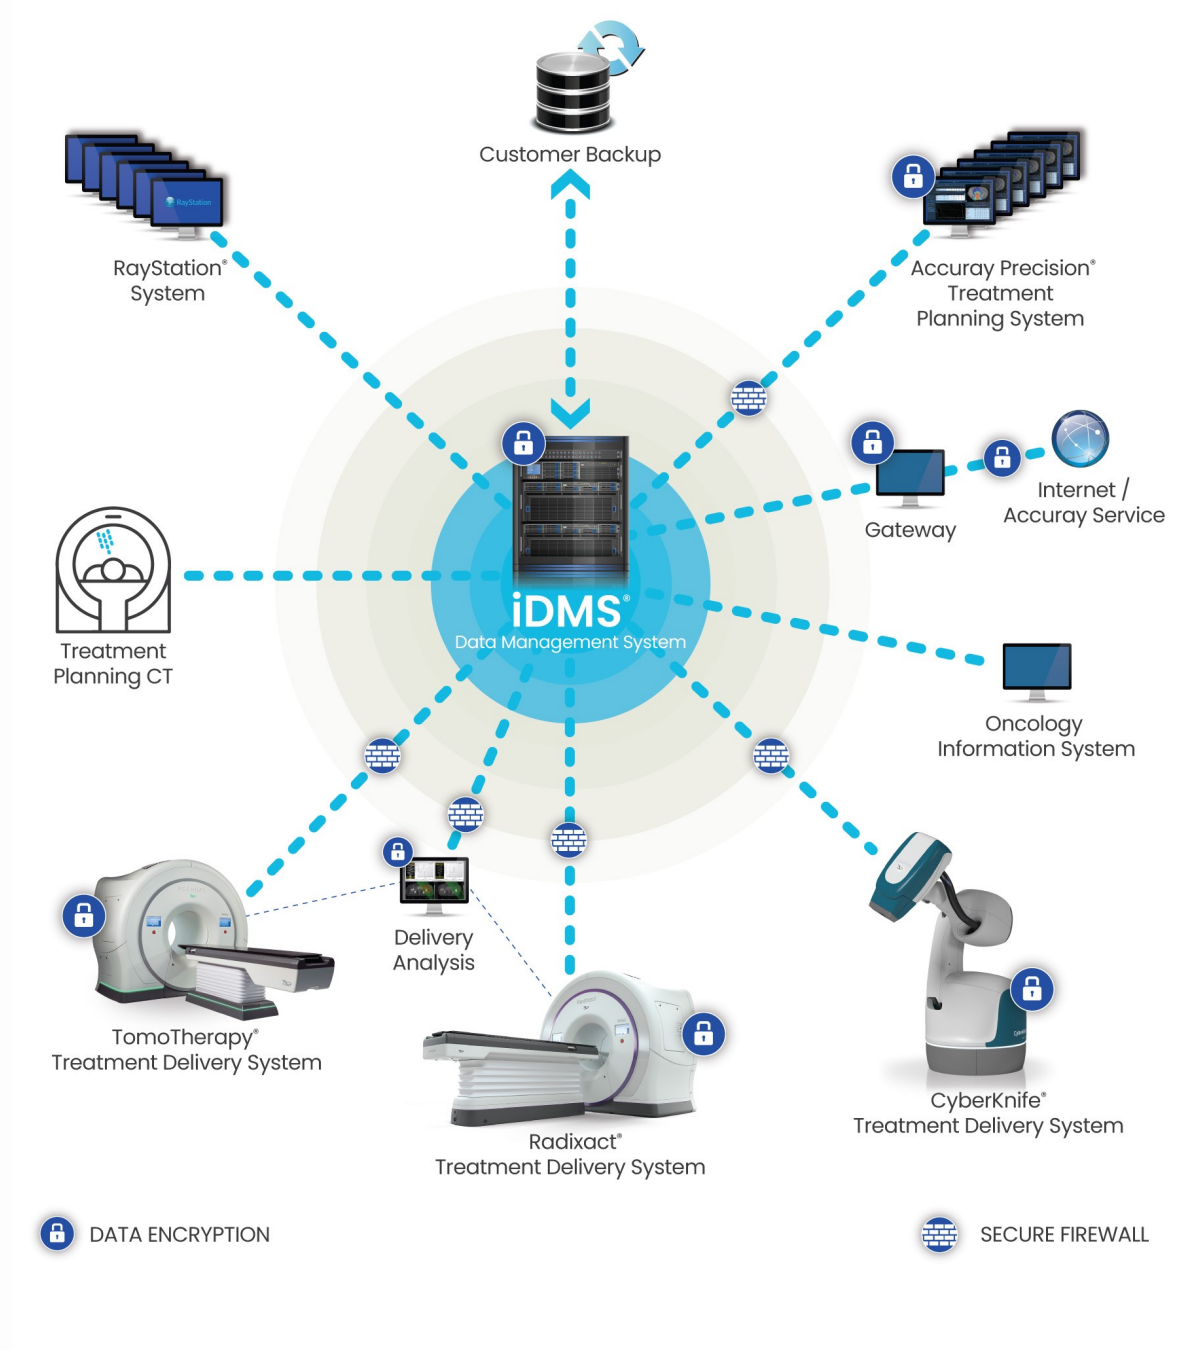 Customer Backup
RayStation
RayStation®
System
Accuray Precision®
Treatment
Planning System
Internet /
Accuray Service
Gateway
iDMS®
Data Management System
Treatment
Planning CT
Oncology
Information System
Delivery
Analysis
TomoTherapy®
Treatment Delivery System
Radixact®
Treatment Delivery System
CyberKnife®
Treatment Delivery System
DATA ENCRYPTION
SECURE FIREWALL